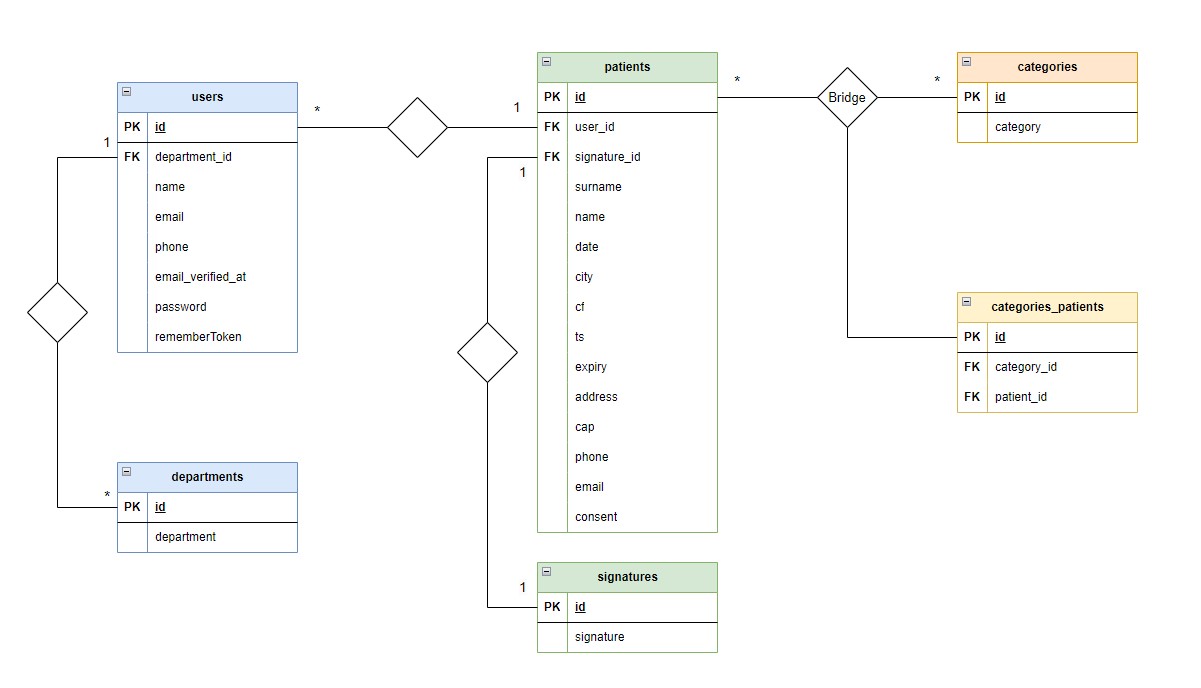 users
PK id
FK department_id
name
email
phone
email_verified_at
password
rememberToken
1
*
departments
PK id
department
*
1
patients
PK id
FK user_id
FK signature_id
surname
name
date
city
cf
ts
expiry
address
cap
phone
email
consent
1
1
signatures
PK id
signature
*
Bridge
*
categories
PK id
category
categories_patients
PK id
FK category_id
FK patient_id